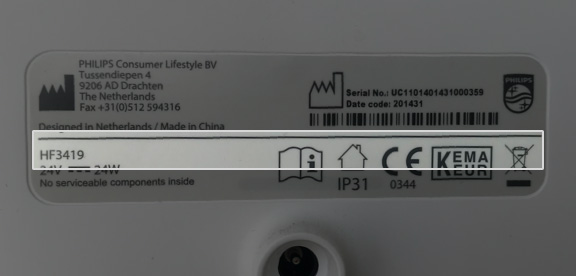 PHILIPS Consumer Lifestyle BV
Tussendiepen 4
9206 AD Drachten
The Netherlands
Fax +31(0)512 594316
Serial No.: UC1101401431000359
Date code: 201431
PHILIPS
Designed in Netherlands / Made in China
HF3419
24V 24W
No serviceable components inside
IP31
CE
0344
KEMA
KEUR